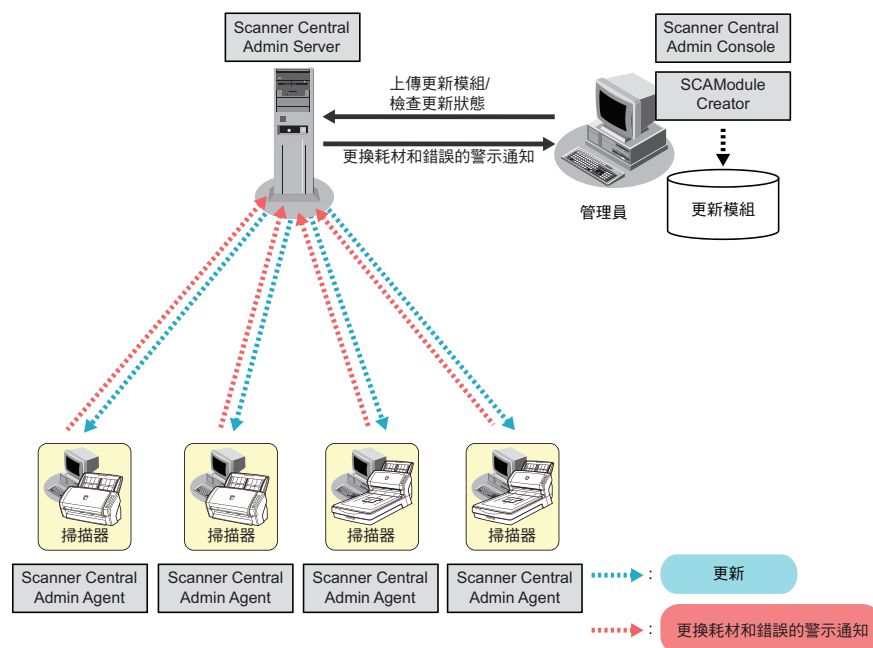 Scanner Central
Admin Server
Scanner Central
Admin Console
SCAModule
Creator
上傳更新模組/
檢查更新狀態
更換耗材和錯誤的警示通知
管理員
更新模組
掃描器
掃描器
掃描器
掃描器
Scanner Central
Admin Agent
Scanner Central
Admin Agent
Scanner Central
Admin Agent
Scanner Central
Admin Agent
: 更新
: 更換耗材和錯誤的警示通知